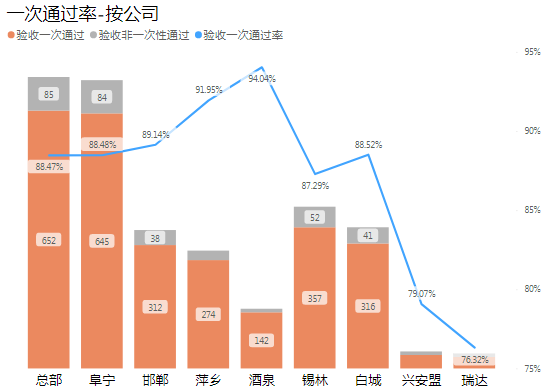 一次通过率-按公司
验收一次通过 验收非一次性通过 验收一次通过率
95%
90%
85%
80%
75%
85 84 38 52 41
88.47% 88.48% 89.14% 91.95% 94.04% 87.29% 88.52% 79.07% 76.32%
652 645 312 274 142 357 316
总部 阜宁 邯郸 萍乡 酒泉 锡林 白城 兴安盟 瑞达